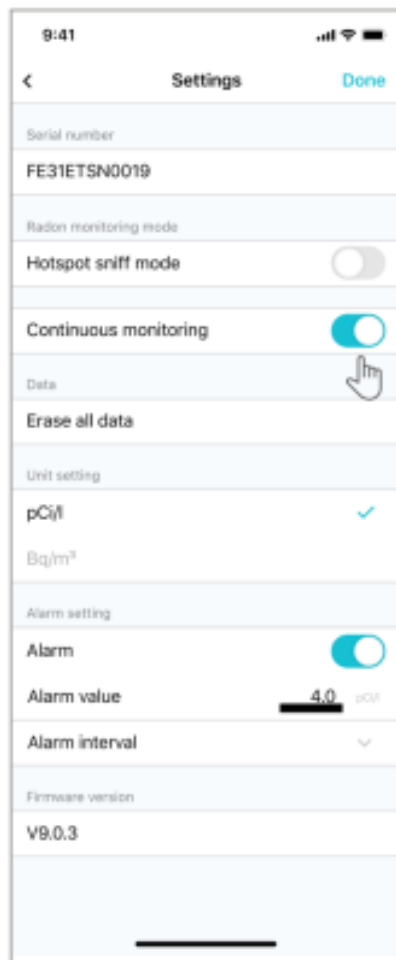 9:41
Settings
Done
Serial number
FE31ETSN0019
Radon monitoring mode
Hotspot sniff mode
Continuous monitoring
Data
Erase all data
Unit setting
pCi/l
Bq/m³
Alarm setting
Alarm
Alarm value 4.0 pCi/l
Alarm interval
Firmware version
V9.0.3